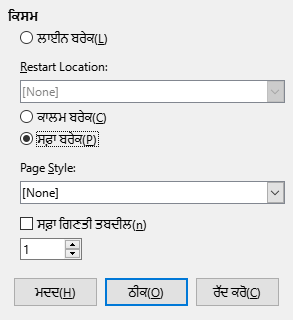 ਕਿਸਮ
ਲਾਈਨ ਬਰੇਕ(L)
Restart Location:
[None]
ਕਾਲਮ ਬਰੇਕ(C)
ਸਫ਼ਾ ਬਰੇਕ(P)
Page Style:
[None]
ਸਫ਼ਾ ਗਿਣਤੀ ਤਬਦੀਲ(n)
1
ਮਦਦ(H) ਠੀਕ(O) ਰੱਦ ਕਰੋ(C)